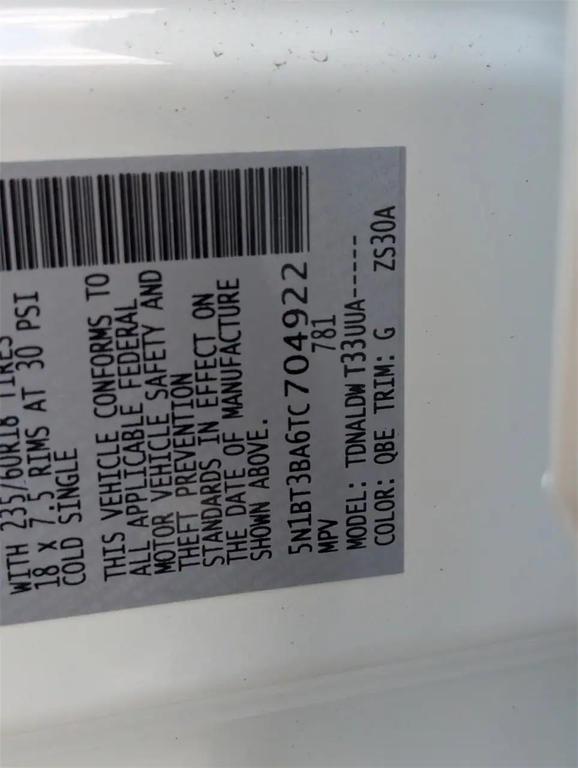 WITH 235/60R18 TIRES
18 X 7.5 RIMS AT 30 PSI
COLD SINGLE
THIS VEHICLE CONFORMS TO
ALL APPLICABLE FEDERAL
MOTOR VEHICLE SAFETY AND
THEFT PREVENTION
STANDARDS IN EFFECT ON
THE DATE OF MANUFACTURE
SHOWN ABOVE.
5N1BT3BA6TC704922
MPV 781
MODEL: TDNALDW T33UUA-----
COLOR: QBE TRIM: G ZS30A